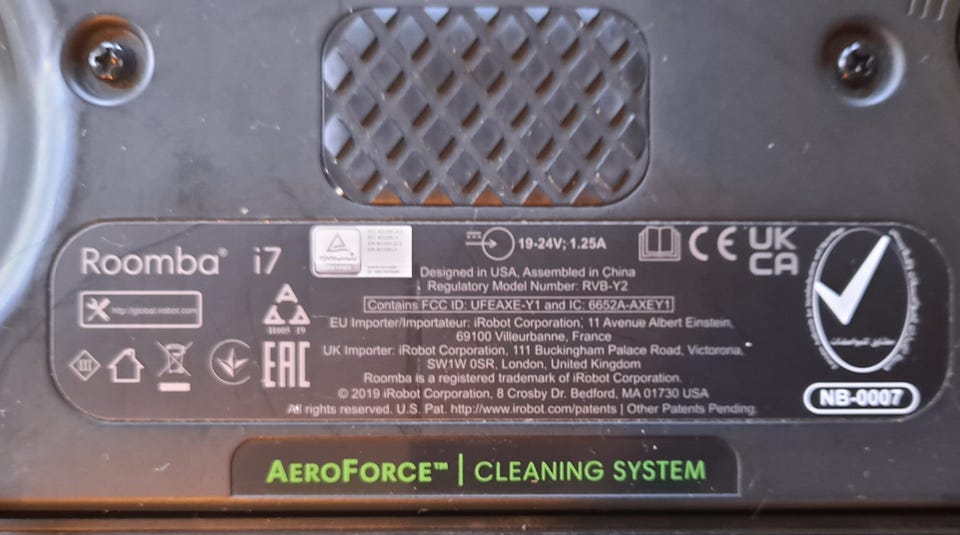 Roomba® i7
19-24V; 1.25A
CE
UK
CA
Designed in USA, Assembled in China
Regulatory Model Number: RVB-Y2
Contains FCC ID: UFEAXE-Y1 and IC: 6652A-AXEY1
http://global.irobot.com
EU Importer/Importateur: iRobot Corporation, 11 Avenue Albert Einstein,
69100 Villeurbanne, France
UK Importer: iRobot Corporation, 111 Buckingham Palace Road, Victororia,
SW1W 0SR, London, United Kingdom
EAC
Roomba is a registered trademark of iRobot Corporation.
© 2019 iRobot Corporation, 8 Crosby Dr. Bedford, MA 01730 USA
All rights reserved. U.S. Pat. http://www.irobot.com/patents | Other Patents Pending.
مطابق للمواصفات
NB-0007
AEROFORCE™ | CLEANING SYSTEM